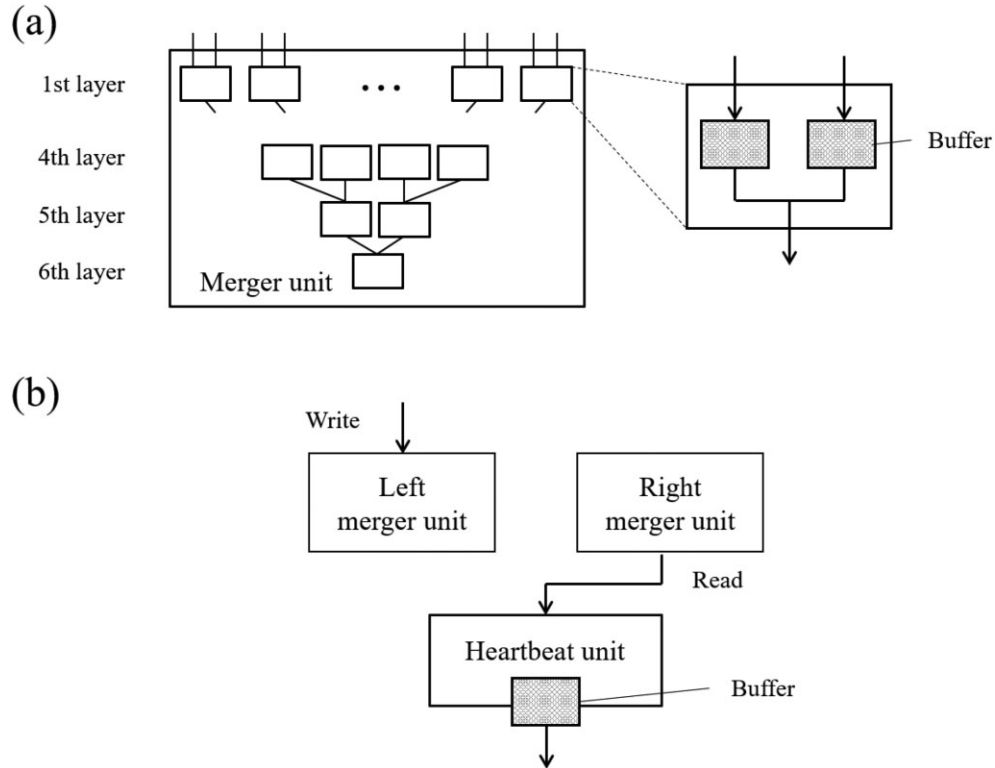 (a)
1st layer
...
Buffer
4th layer
5th layer
6th layer
Merger unit
(b)
Write
Left
merger unit
Right
merger unit
Read
Heartbeat unit
Buffer